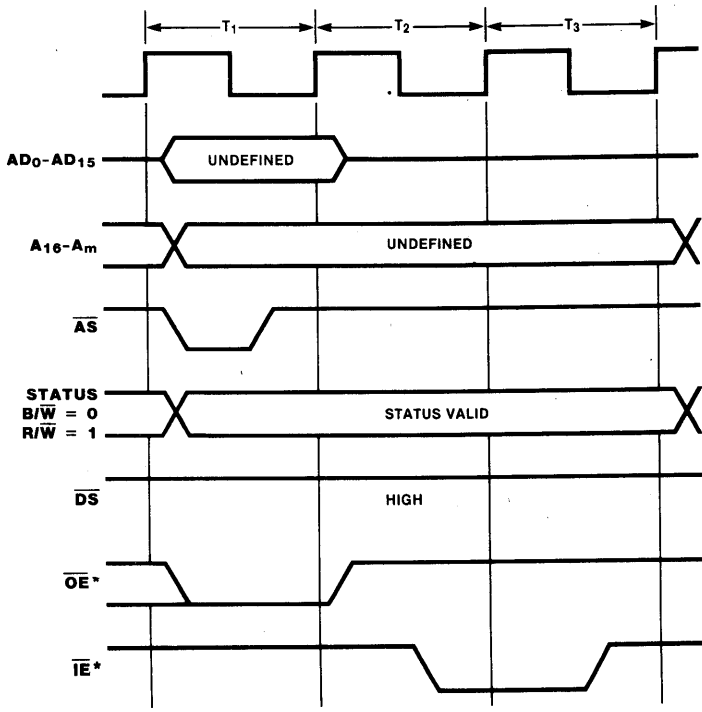 T1 T2 T3
AD0-AD15 UNDEFINED
A16-Am UNDEFINED
AS
STATUS
B/W = 0 STATUS VALID
R/W = 1
DS HIGH
OE*
IE*